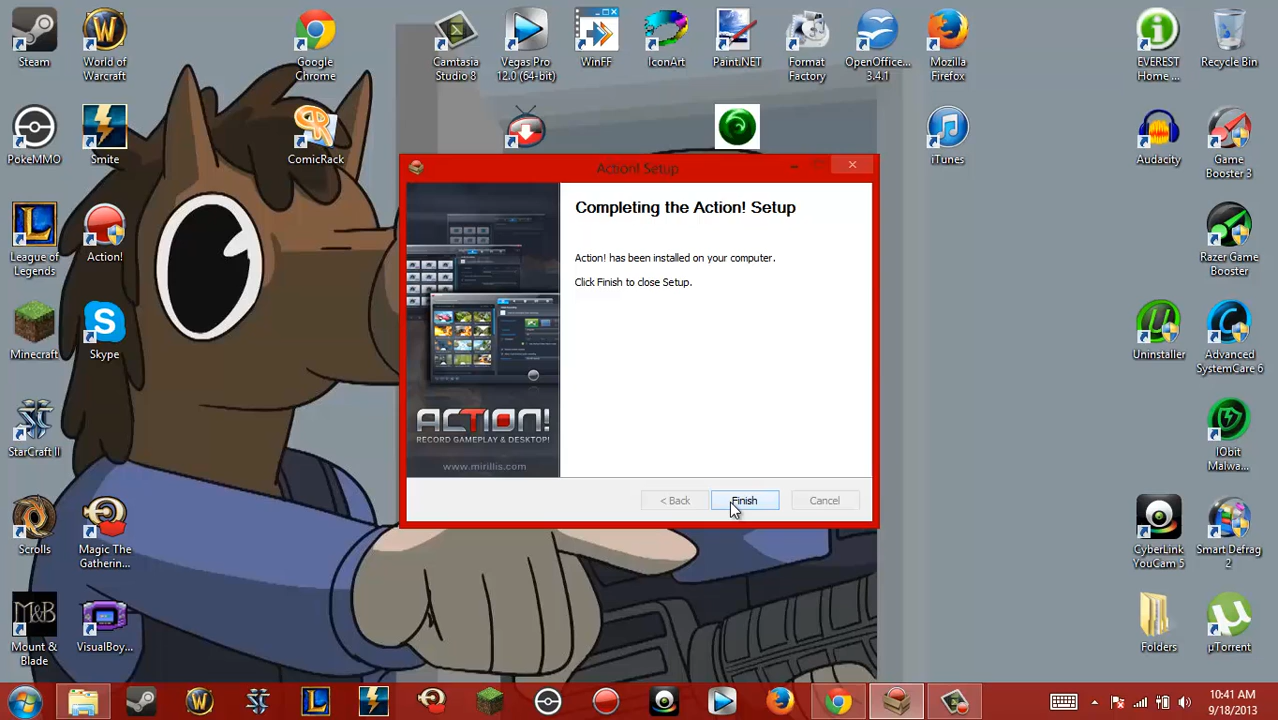 Steam
World of
Warcraft
Google
Chrome
Camtasia
Studio 8
Vegas Pro
12.0 (64-bit)
WinFF
IconArt
Paint.NET
Format
Factory
OpenOffice...
3.4.1
Mozilla
Firefox
EVEREST
Home ...
Recycle Bin
PokeMMO
Smite
ComicRack
iTunes
Audacity
Game
Booster 3
League of
Legends
Action!
Razer Game
Booster
Minecraft
Skype
Uninstaller
Advanced
SystemCare 6
StarCraft II
IObit
Malwa...
Scrolls
Magic The
Gatherin...
CyberLink
YouCam 5
Smart Defrag
2
M&B
Mount &
Blade
VisualBoy...
Folders
µTorrent
Action! Setup
Completing the Action! Setup
Action! has been installed on your computer.
Click Finish to close Setup.
ACTION!
RECORD GAMEPLAY & DESKTOP!
www.mirillis.com
< Back
Finish
Cancel
10:41 AM
9/18/2013